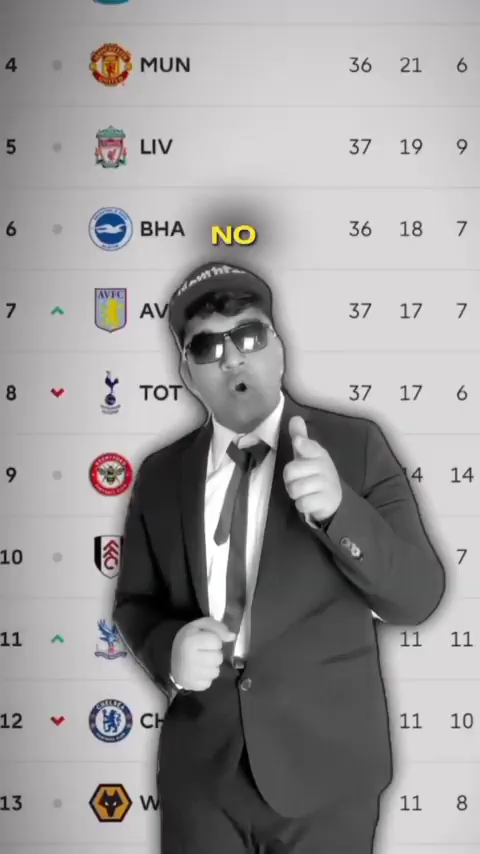 4 MUN 36 21 6
5 LIV 37 19 9
6 BHA 36 18 7
NO
7 AVFC AV 37 17 7
8 TOT 37 17 6
9 14 14
10 7
11 11 11
12 CH 11 10
13 W 11 8